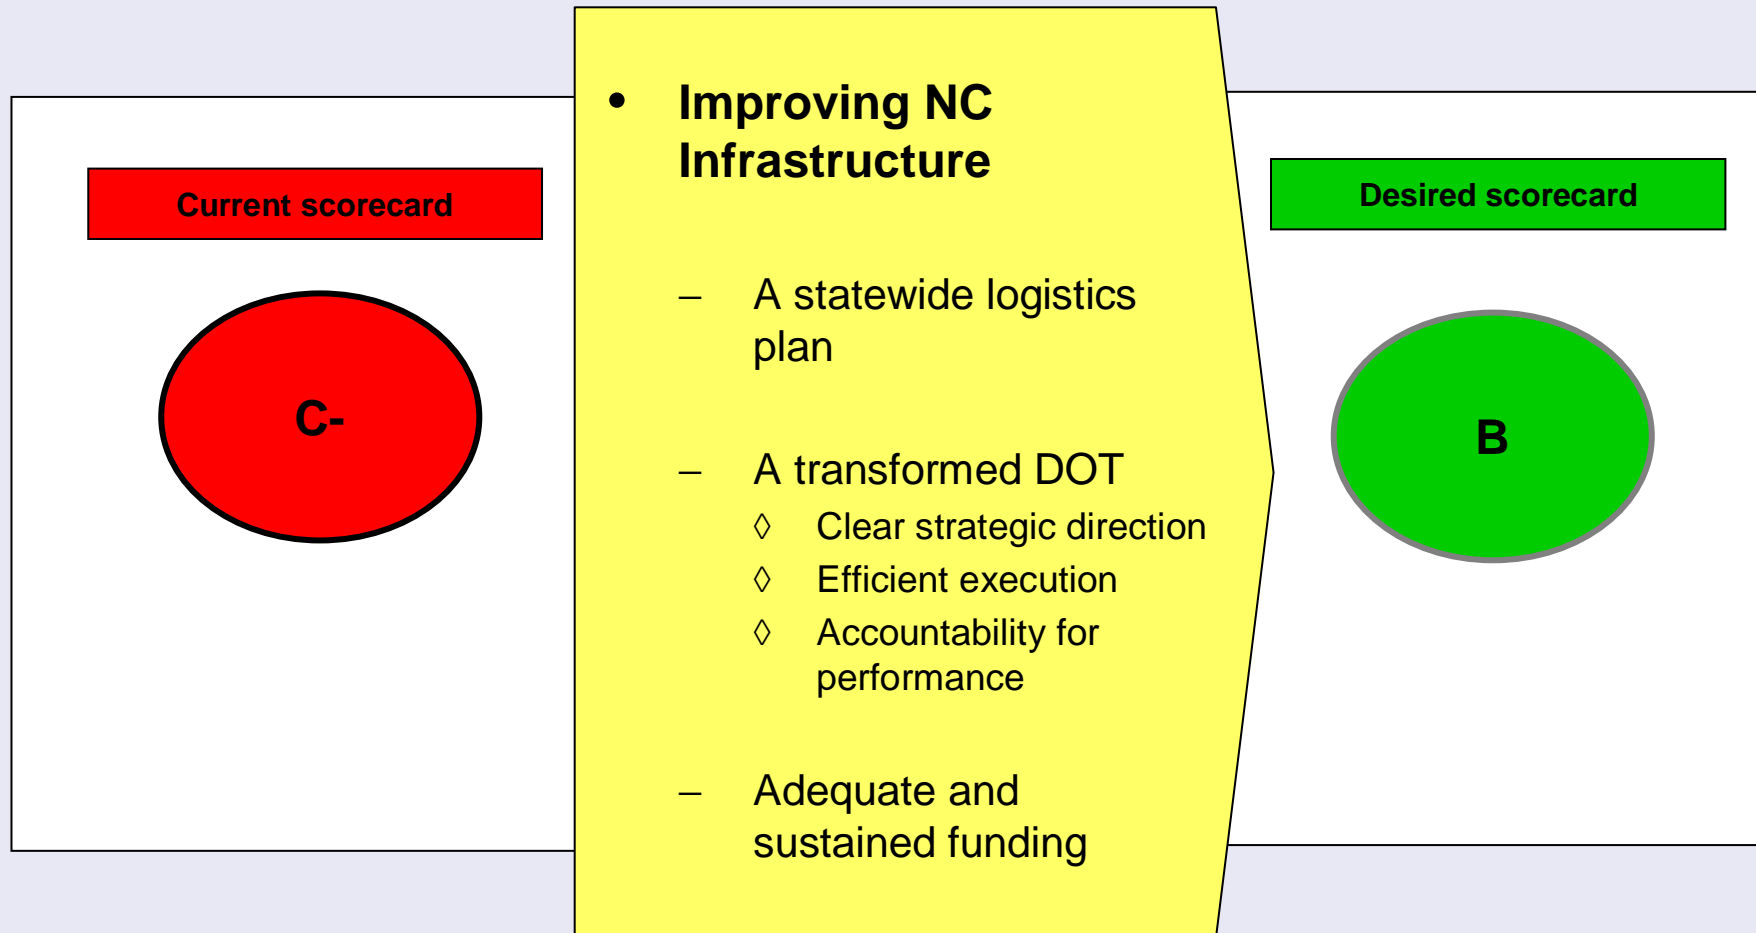 Current scorecard
C-
• Improving NC
Infrastructure
– A statewide logistics
plan
– A transformed DOT
◊ Clear strategic direction
◊ Efficient execution
◊ Accountability for
performance
– Adequate and
sustained funding
Desired scorecard
B